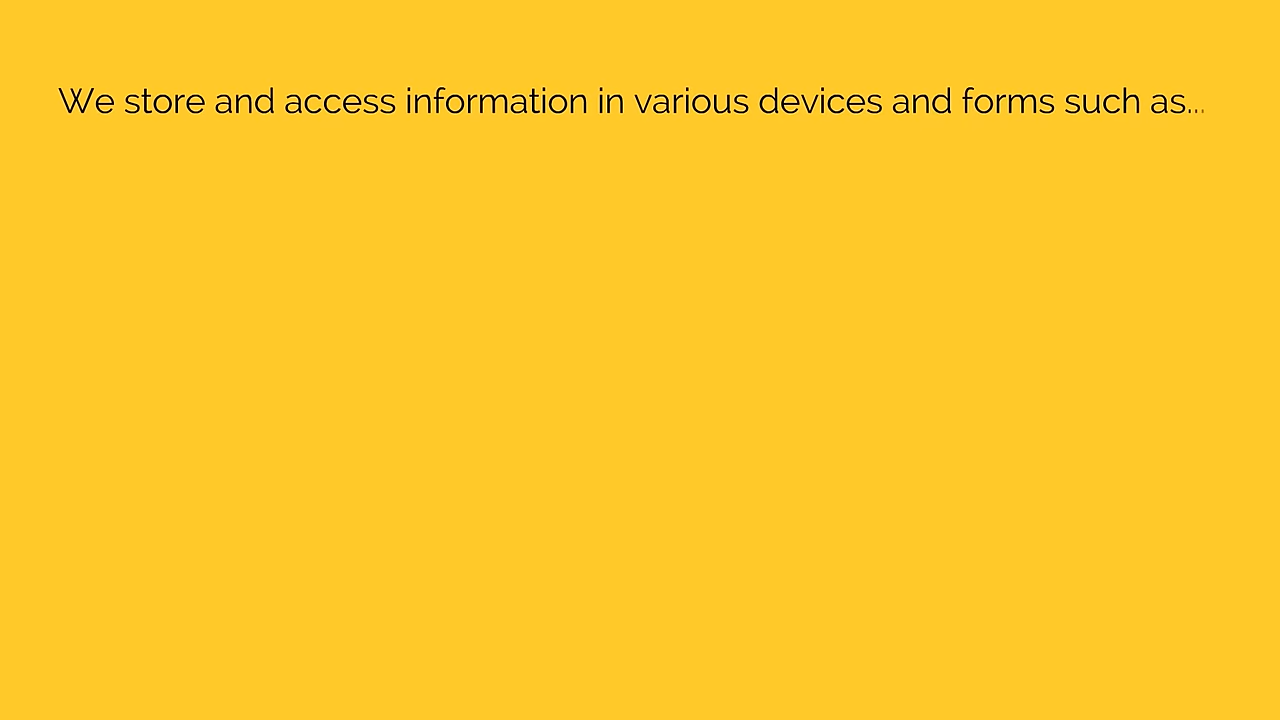 We store and access information in various devices and forms such as...